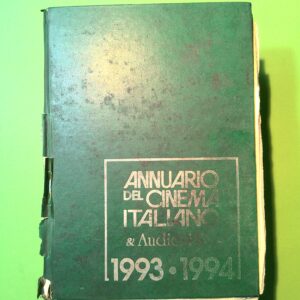 ANNUARIO
DEL CINEMA
ITALIANO
&
1993 • 1994